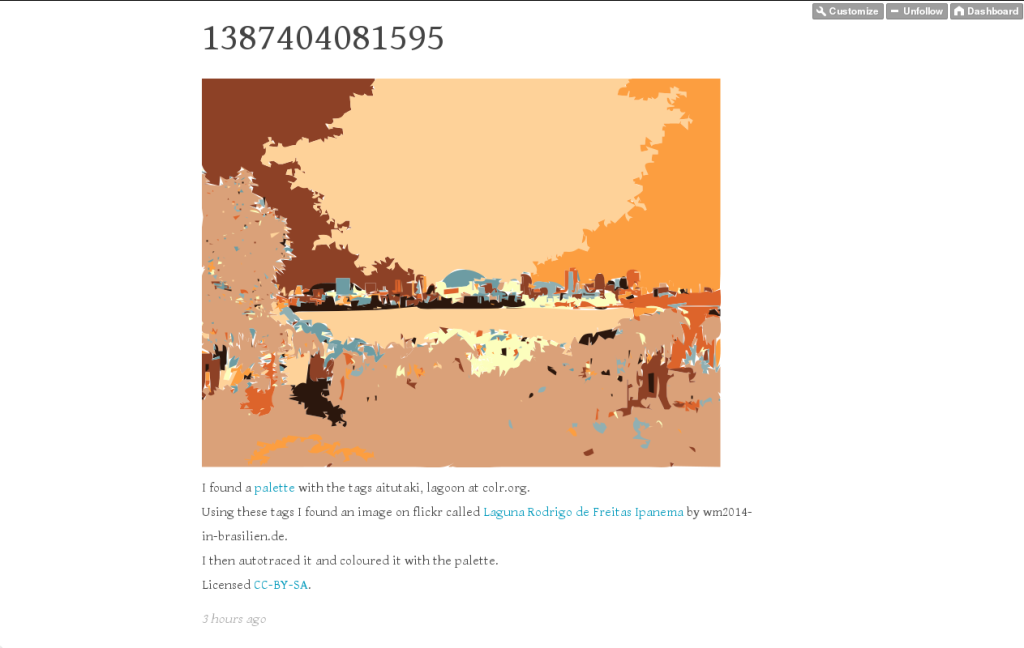 Customize Unfollow Dashboard
1387404081595
I found a palette with the tags aitutaki, lagoon at colr.org.
Using these tags I found an image on flickr called Laguna Rodrigo de Freitas Ipanema by wm2014-
in-brasilien.de.
I then autotraced it and coloured it with the palette.
Licensed CC-BY-SA.
3 hours ago